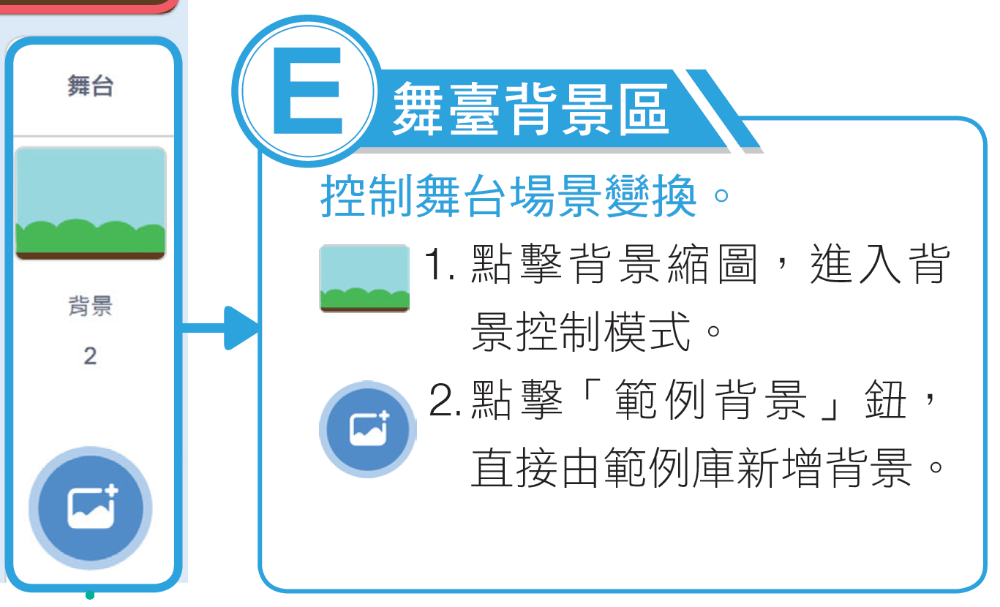 舞台
背景
2
E
舞臺背景區
控制舞台場景變換。
1. 點擊背景縮圖，進入背
景控制模式。
2. 點擊「範例背景」鈕，
直接由範例庫新增背景。